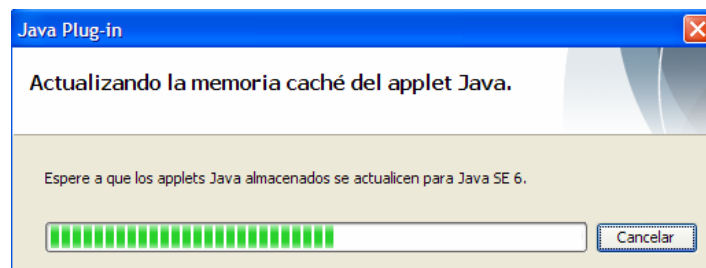 Java Plug-in
Actualizando la memoria caché del applet Java.
Espere a que los applets Java almacenados se actualicen para Java SE 6.
Cancelar